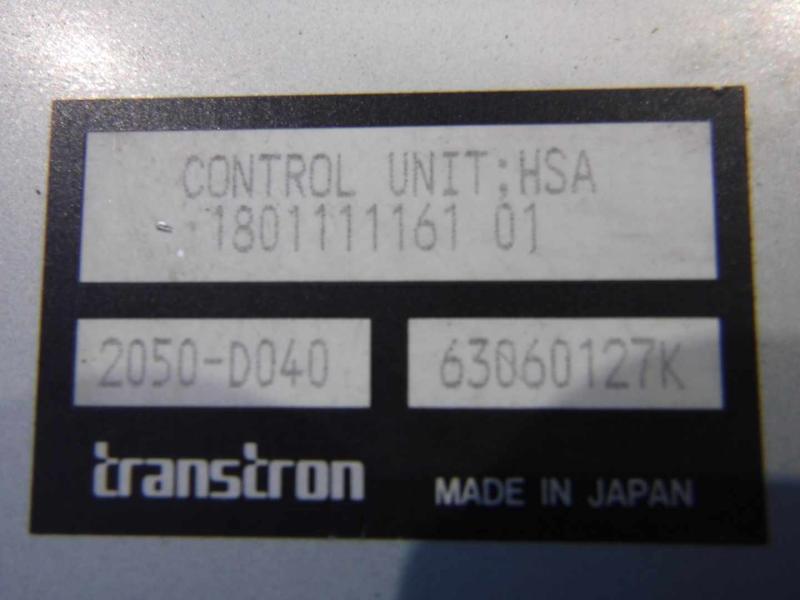 CONTROL UNIT;HSA
1801111161 01
2050-D040
63060127K
transtron
MADE IN JAPAN